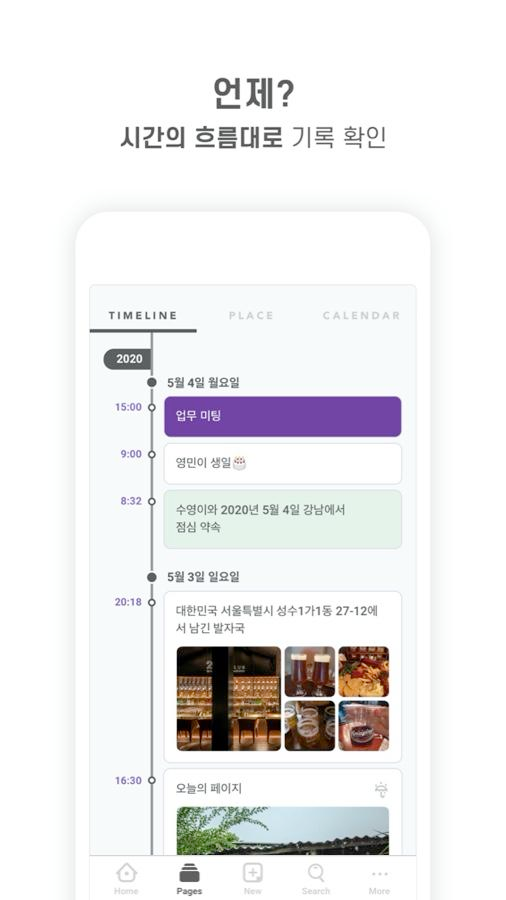 언제?
시간의 흐름대로 기록 확인
TIMELINE PLACE CALENDAR
2020
5월 4일 월요일
15:00 업무 미팅
9:00 영민이 생일🎂
8:32 수영이와 2020년 5월 4일 강남에서
점심 약속
5월 3일 일요일
20:18 대한민국 서울특별시 성수1가1동 27-12에
서 남긴 발자국
16:30 오늘의 페이지
Home Pages New Search More